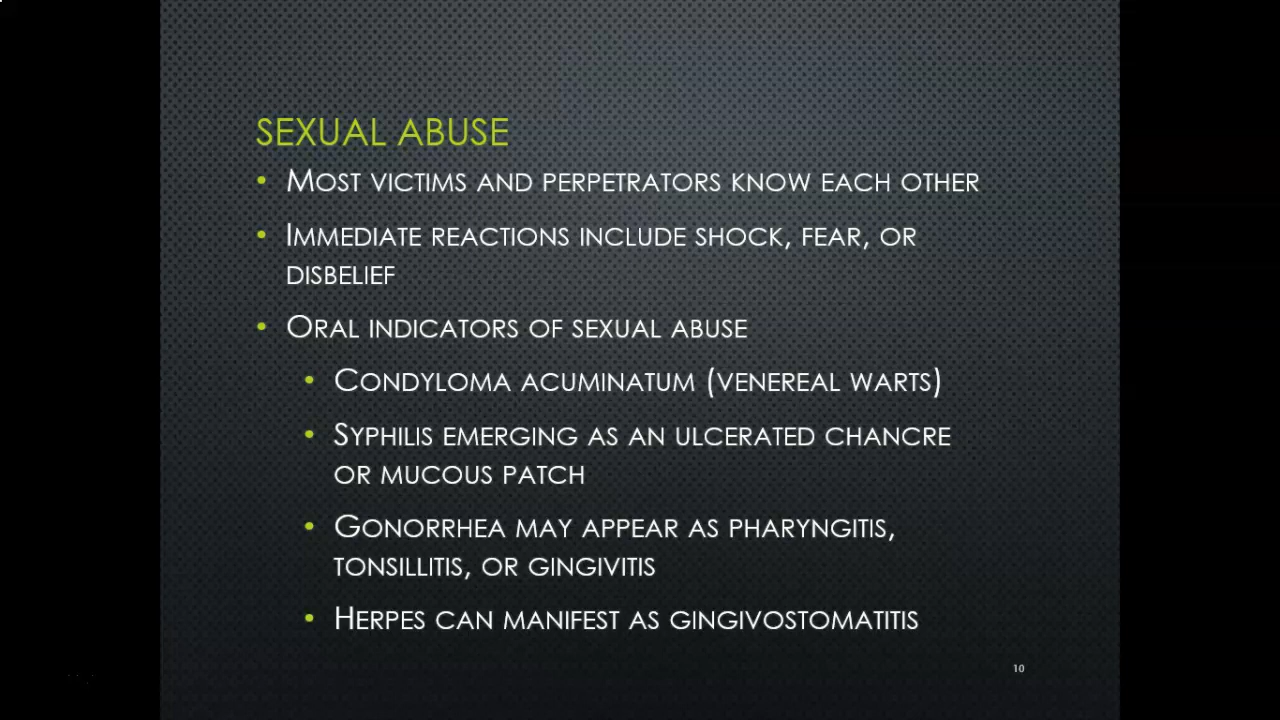 SEXUAL ABUSE
• MOST VICTIMS AND PERPETRATORS KNOW EACH OTHER
• IMMEDIATE REACTIONS INCLUDE SHOCK, FEAR, OR
DISBELIEF
• ORAL INDICATORS OF SEXUAL ABUSE
• CONDYLOMA ACUMINATUM (VENEREAL WARTS)
• SYPHILIS EMERGING AS AN ULCERATED CHANCRE
OR MUCOUS PATCH
• GONORRHEA MAY APPEAR AS PHARYNGITIS,
TONSILLITIS, OR GINGIVITIS
• HERPES CAN MANIFEST AS GINGIVOSTOMATITIS
10